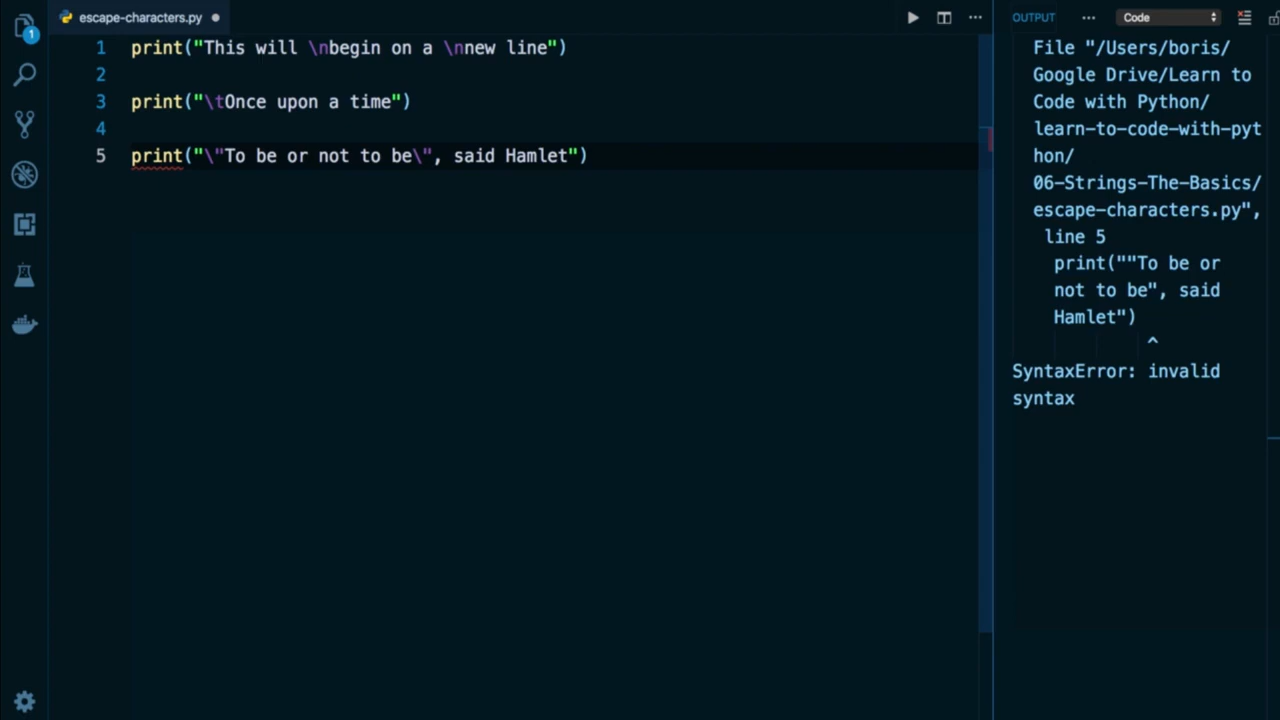 escape-characters.py
OUTPUT
Code
1
1 print("This will \nbegin on a \nnew line")
2
3 print("\tOnce upon a time")
4
5 print("\"To be or not to be\", said Hamlet")
File "/Users/boris/
Google Drive/Learn to
Code with Python/
learn-to-code-with-pyt
hon/
06-Strings-The-Basics/
escape-characters.py",
line 5
print(""To be or
not to be", said
Hamlet")
^
SyntaxError: invalid
syntax